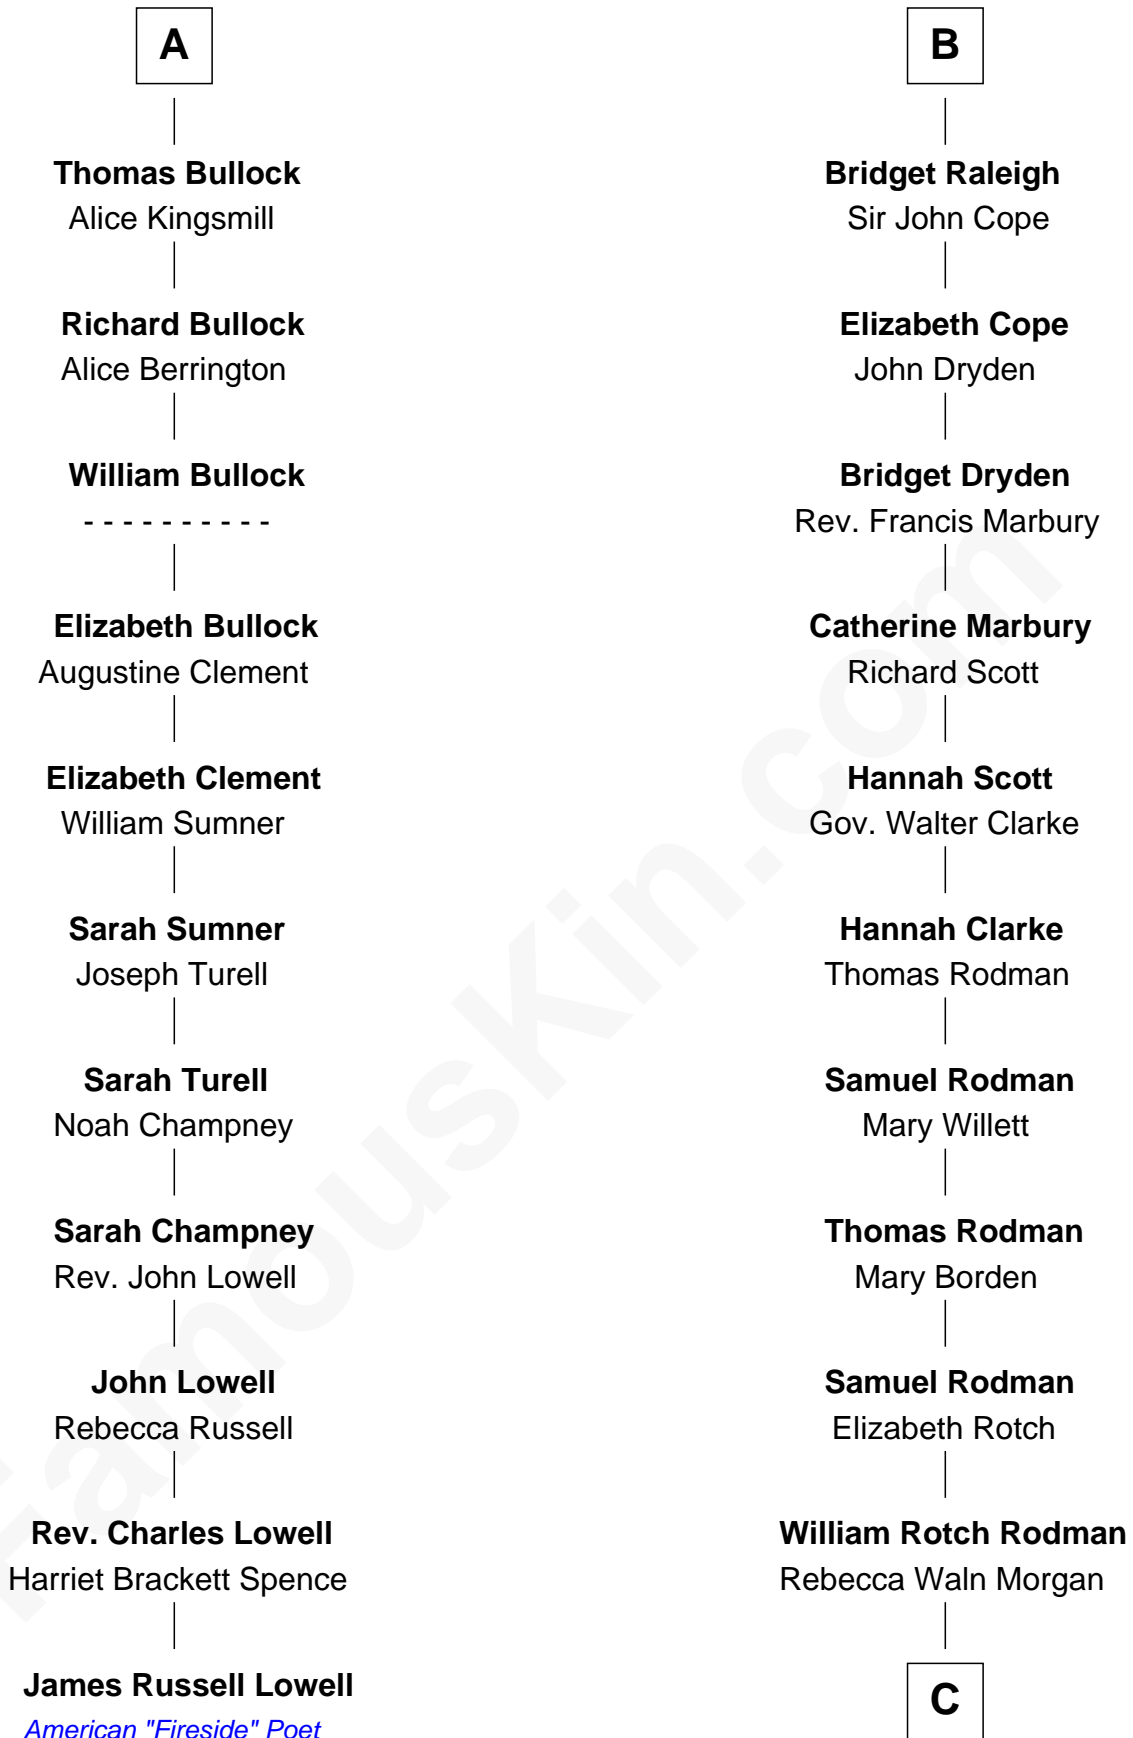 A
Thomas Bullock
Alice Kingsmill
Richard Bullock
Alice Berrington
William Bullock
- - - - - - - - - -
Elizabeth Bullock
Augustine Clement
Elizabeth Clement
William Sumner
Sarah Sumner
Joseph Turell
Sarah Turell
Noah Champney
Sarah Champney
Rev. John Lowell
John Lowell
Rebecca Russell
Rev. Charles Lowell
Harriet Brackett Spence
James Russell Lowell
American "Fireside" Poet
B
Bridget Raleigh
Sir John Cope
Elizabeth Cope
John Dryden
Bridget Dryden
Rev. Francis Marbury
Catherine Marbury
Richard Scott
Hannah Scott
Gov. Walter Clarke
Hannah Clarke
Thomas Rodman
Samuel Rodman
Mary Willett
Thomas Rodman
Mary Borden
Samuel Rodman
Elizabeth Rotch
William Rotch Rodman
Rebecca Waln Morgan
C
FamousKin.com